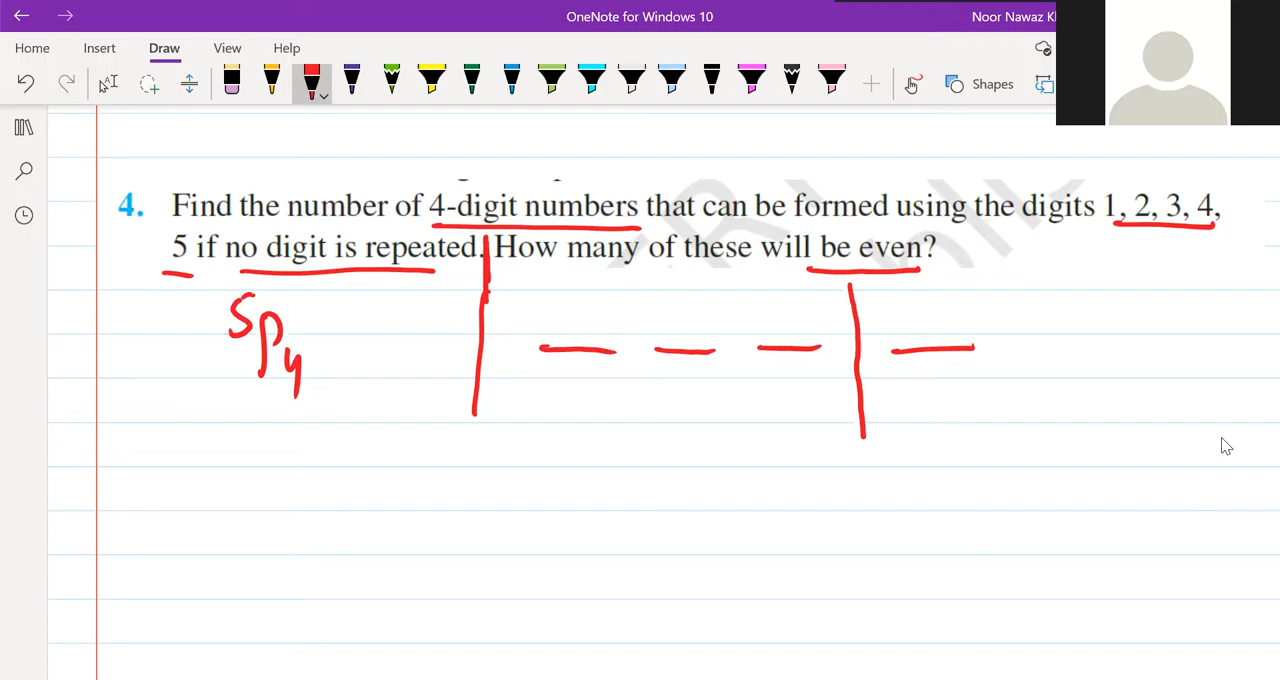 OneNote for Windows 10
Noor Nawaz Kh
Home Insert Draw View Help
Shapes
4. Find the number of 4-digit numbers that can be formed using the digits 1, 2, 3, 4,
5 if no digit is repeated. How many of these will be even?
5P4